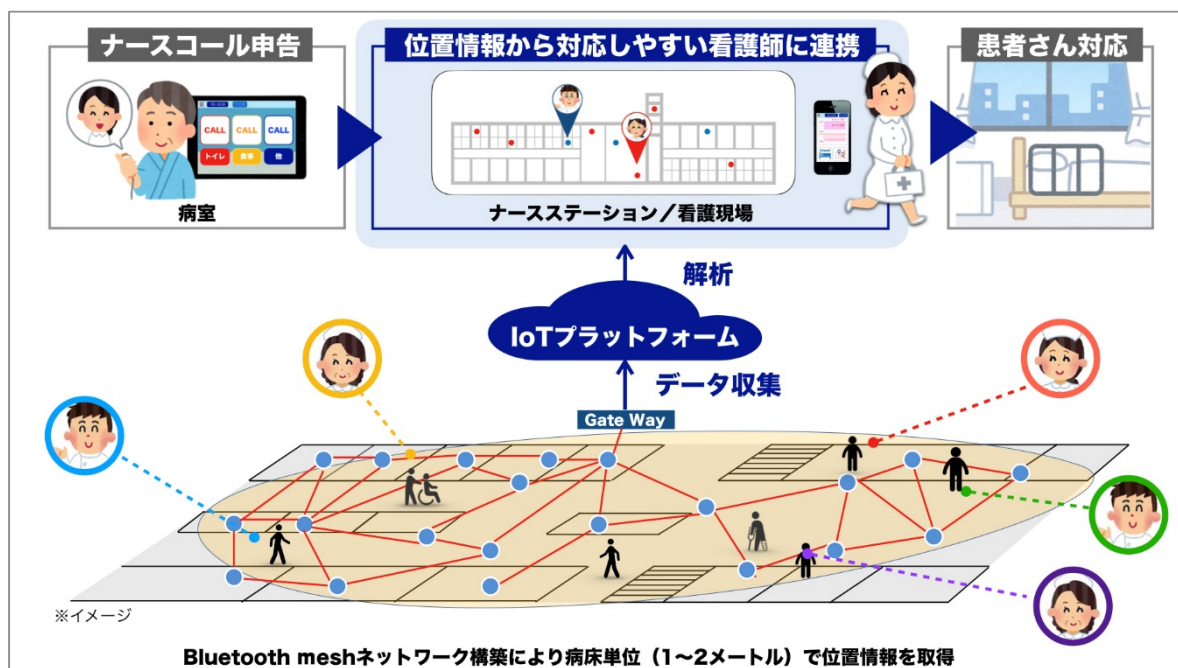 ナースコール申告
位置情報から対応しやすい看護師に連携
患者さん対応
CALL
CALL
CALL
トイレ
食事
他
病室
ナースステーション／看護現場
解析
IoTプラットフォーム
データ収集
Gate Way
※イメージ
Bluetooth meshネットワーク構築により病床単位（1〜2メートル）で位置情報を取得